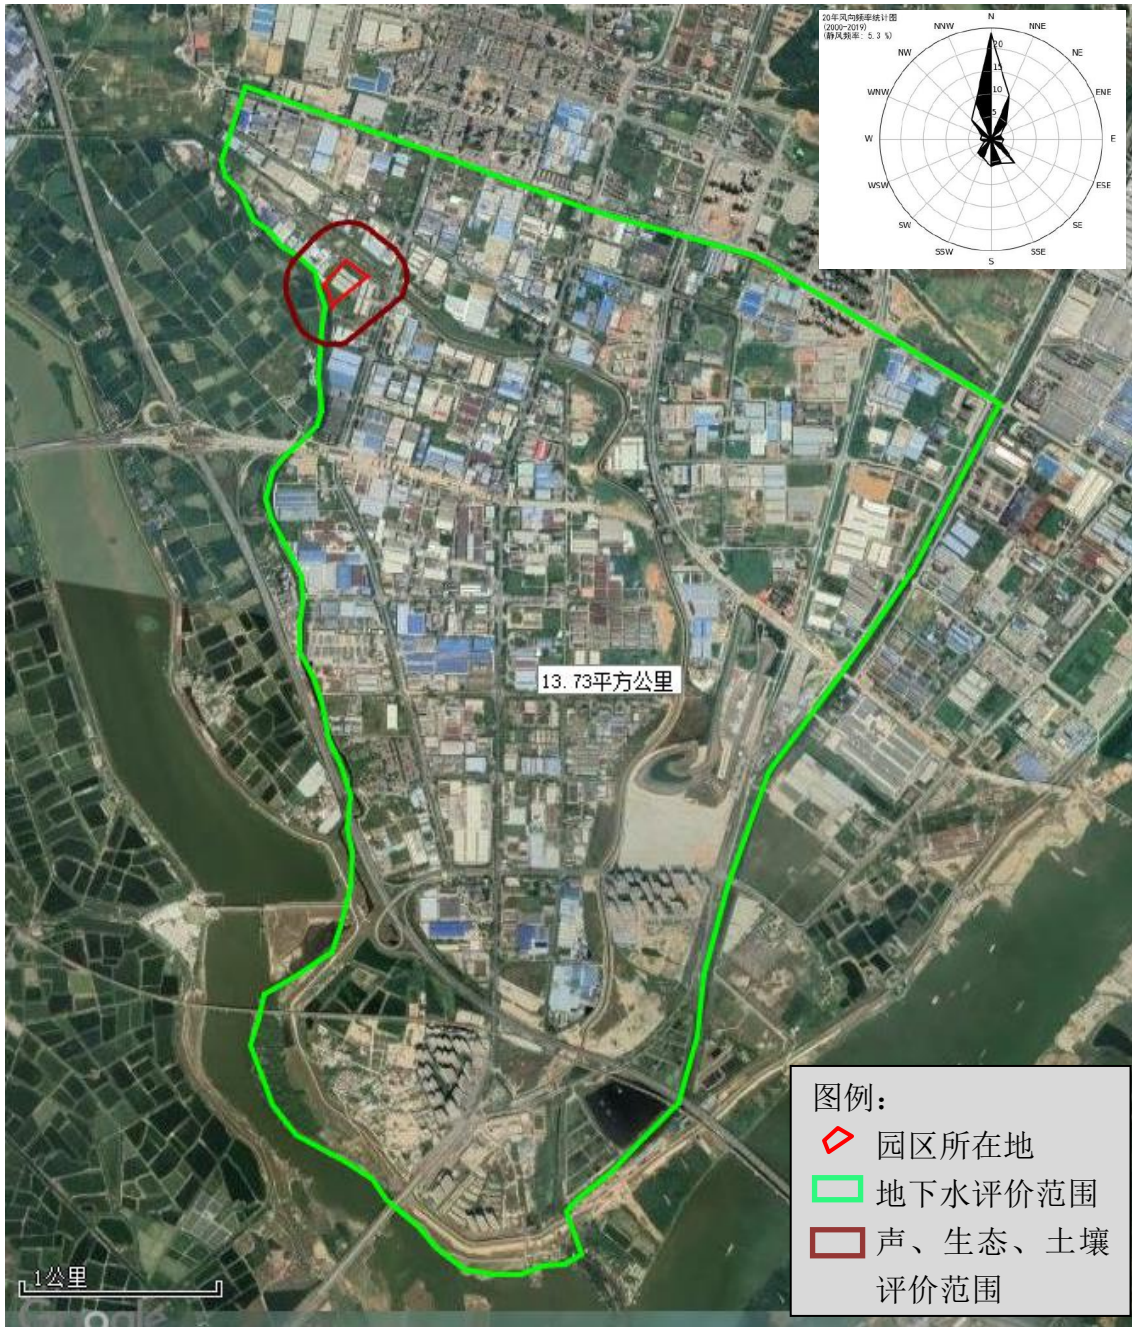 20年风向频率统计图
(2000-2019)
(静风频率: 5.3 %)
N
NNE
NE
ENE
E
ESE
SE
SSE
S
SSW
SW
WSW
W
WNW
NW
NNW
20
15
10
5
13.73平方公里
图例：
园区所在地
地下水评价范围
声、生态、土壤
评价范围
1公里
Google